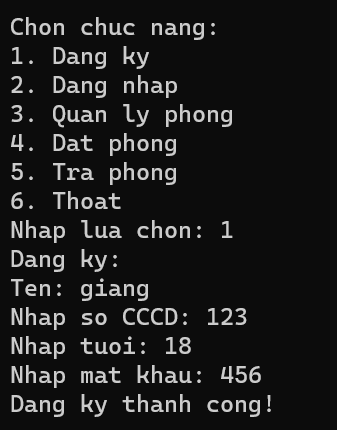 Chon chuc nang:
1. Dang ky
2. Dang nhap
3. Quan ly phong
4. Dat phong
5. Tra phong
6. Thoat
Nhap lua chon: 1
Dang ky:
Ten: giang
Nhap so CCCD: 123
Nhap tuoi: 18
Nhap mat khau: 456
Dang ky thanh cong!